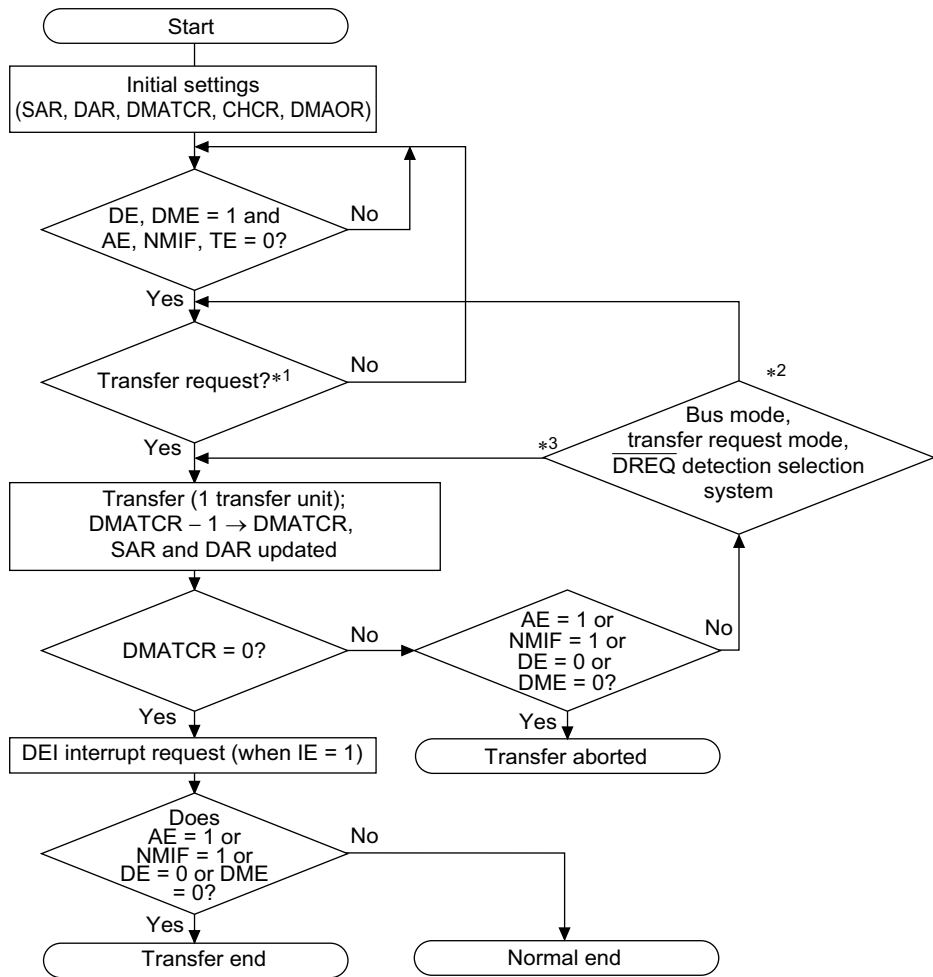 Start
Initial settings
(SAR, DAR, DMATCR, CHCR, DMAOR)
DE, DME = 1 and
AE, NMIF, TE = 0?
No
Yes
Transfer request?*1
No
Yes
*2
Bus mode,
transfer request mode,
DREQ detection selection
system
*3
Transfer (1 transfer unit);
DMATCR – 1 → DMATCR,
SAR and DAR updated
DMATCR = 0?
No
Yes
AE = 1 or
NMIF = 1 or
DE = 0 or
DME = 0?
No
Yes
Transfer aborted
DEI interrupt request (when IE = 1)
Does
AE = 1 or
NMIF = 1 or
DE = 0 or DME
= 0?
No
Yes
Transfer end
Normal end